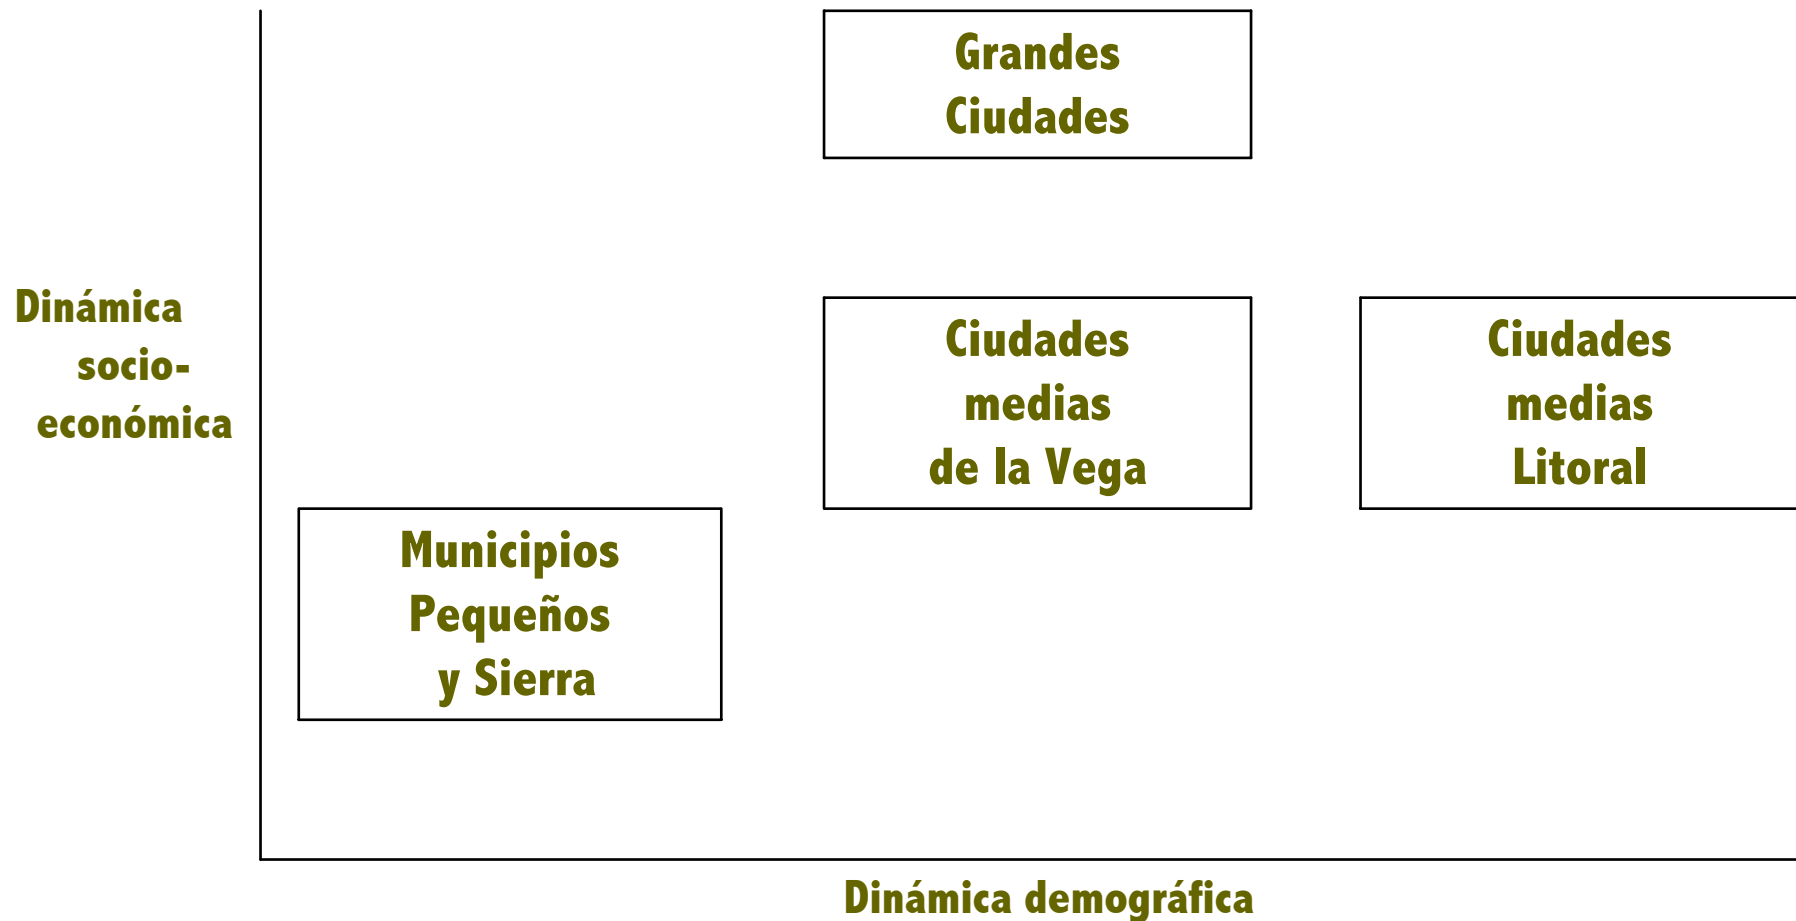 Grandes
Ciudades
Dinámica
socio-
económica
Ciudades
medias
de la Vega
Ciudades
medias
Litoral
Municipios
Pequeños
y Sierra
Dinámica demográfica